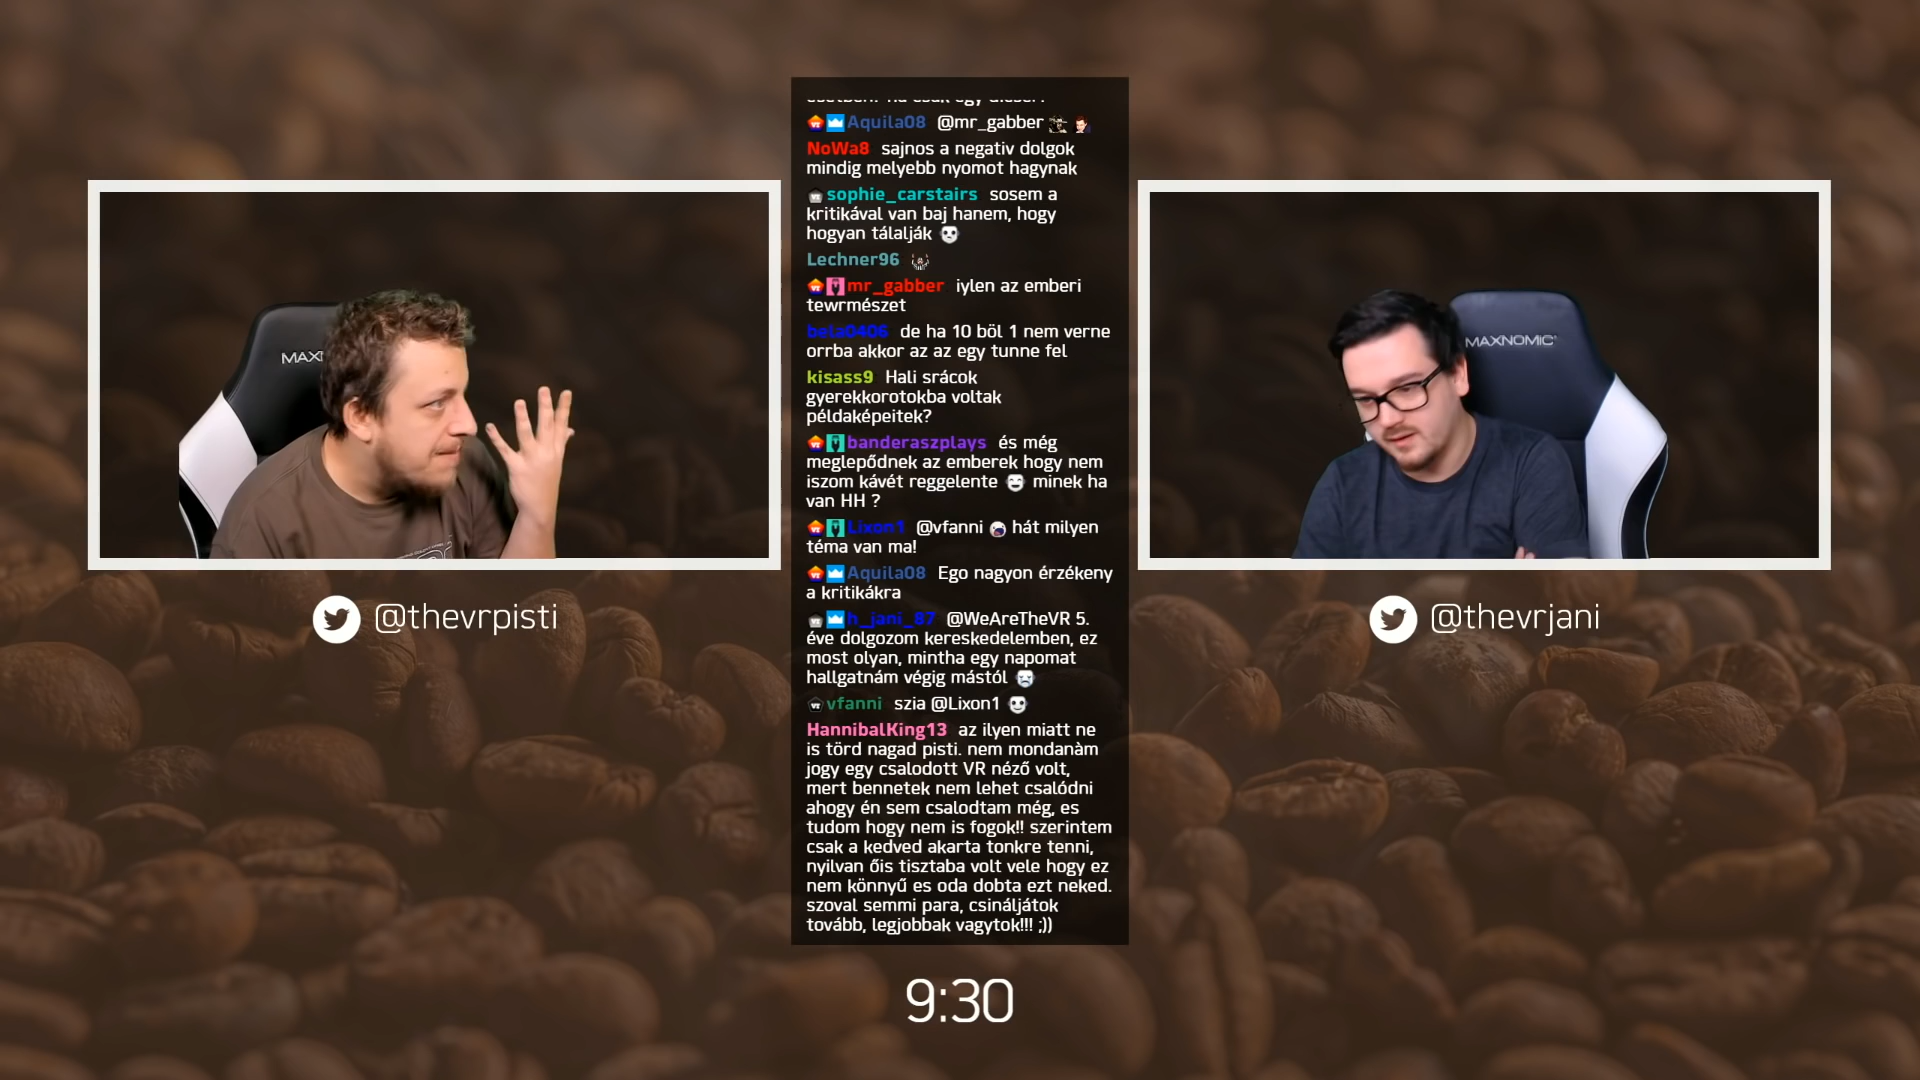 Aquila08 @mr_gabber
NoWa8 sajnos a negativ dolgok
mindig melyebb nyomot hagynak
sophie_carstairs sosem a
kritikával van baj hanem, hogy
hogyan tálalják
Lechner96
mr_gabber iylen az emberi
tewrmészet
bela0406 de ha 10 böl 1 nem verne
orrba akkor az az egy tunne fel
kisass9 Hali srácok
gyerekkorotokba voltak
példaképeitek?
banderaszplays és még
meglepődnek az emberek hogy nem
iszom kávét reggelente minek ha
van HH ?
Lixon1 @vfanni hát milyen
téma van ma!
Aquila08 Ego nagyon érzékeny
a kritikákra
h_jani_87 @WeAreTheVR 5.
éve dolgozom kereskedelemben, ez
most olyan, mintha egy napomat
hallgatnám végig mástól
vfanni szia @Lixon1
HannibalKing13 az ilyen miatt ne
is törd nagad pisti. nem mondanàm
jogy egy csalodott VR néző volt,
mert bennetek nem lehet csalódni
ahogy én sem csalodtam még, es
tudom hogy nem is fogok!! szerintem
csak a kedved akarta tonkre tenni,
nyilvan őis tisztaba volt vele hogy ez
nem könnyű es oda dobta ezt neked.
szoval semmi para, csináljátok
tovább, legjobbak vagytok!!! ;))
MAX
MAXNOMIC
@thevrpisti
@thevrjani
9:30